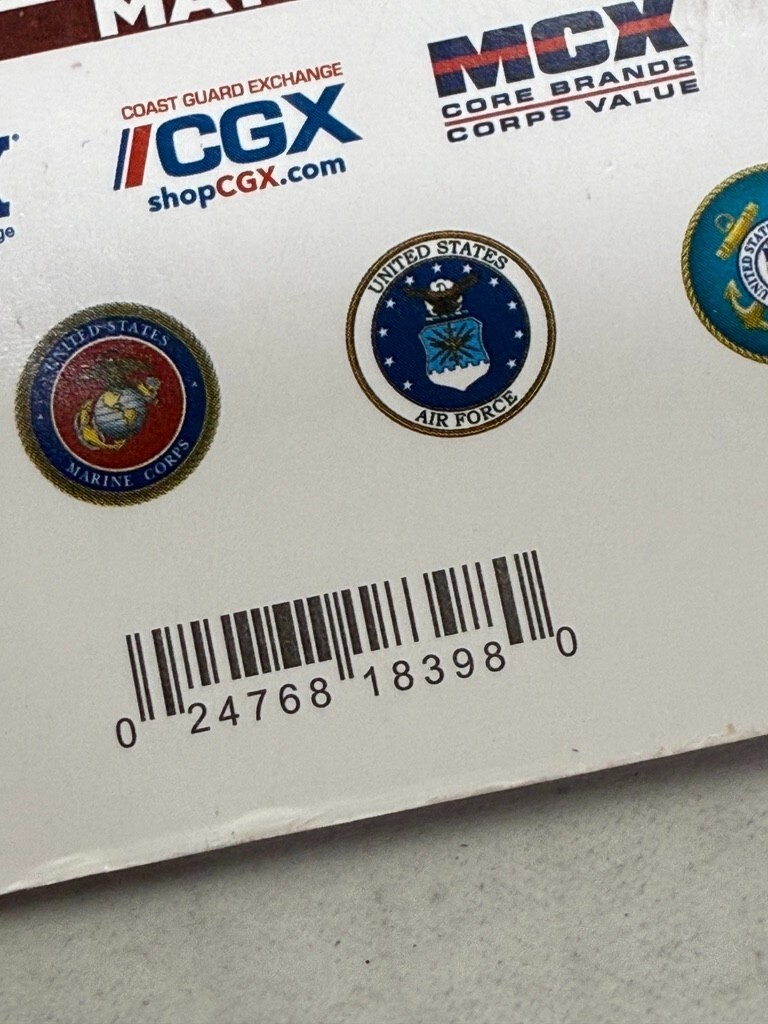 COAST GUARD EXCHANGE
CGX
shopCGX.com
MCX
CORE BRANDS
CORPS VALUE
UNITED STATES
AIR FORCE
UNITED STATES
MARINE CORPS
0 24768 18398 0